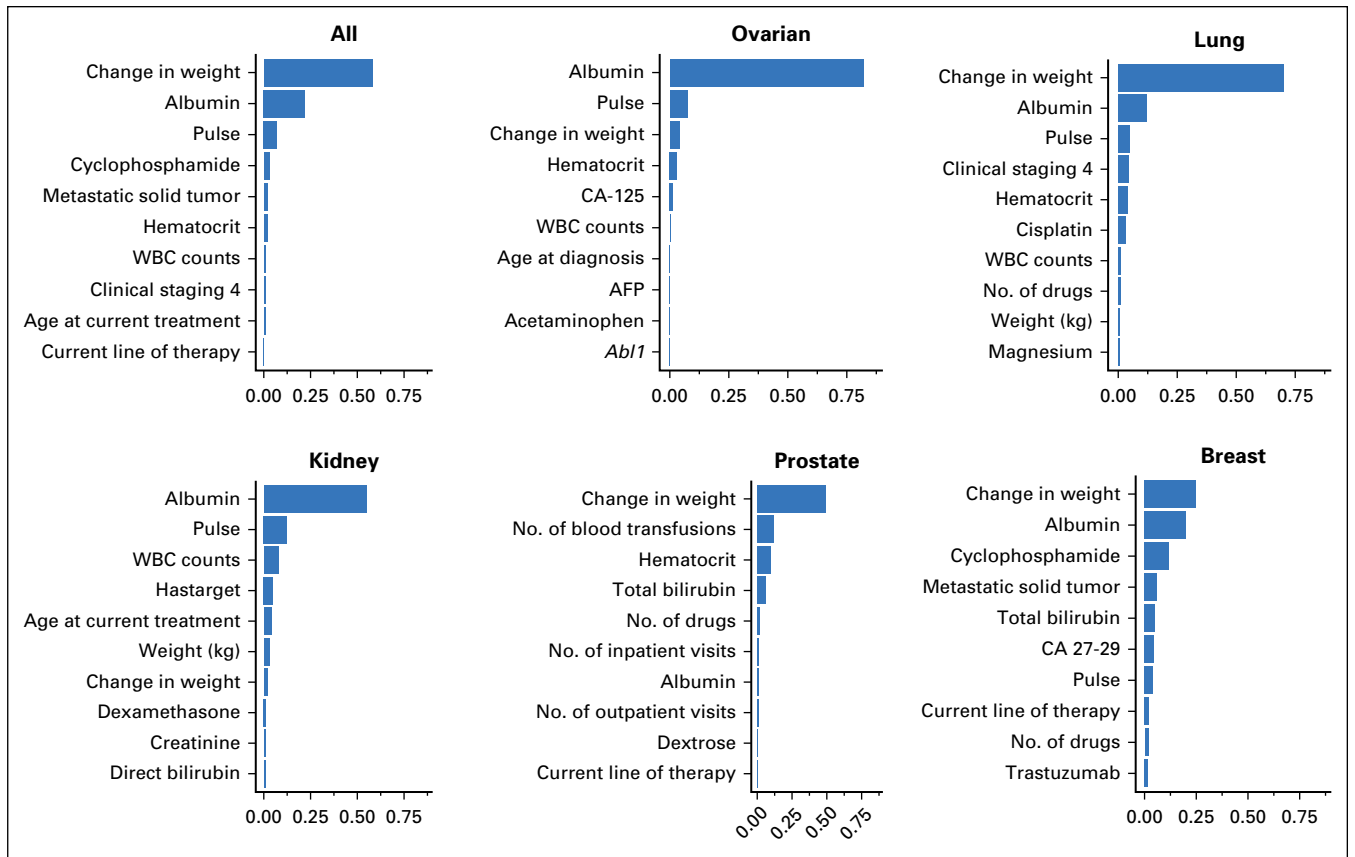 All
Change in weight
Albumin
Pulse
Cyclophosphamide
Metastatic solid tumor
Hematocrit
WBC counts
Clinical staging 4
Age at current treatment
Current line of therapy
0.00 0.25 0.50 0.75
Ovarian
Albumin
Pulse
Change in weight
Hematocrit
CA-125
WBC counts
Age at diagnosis
AFP
Acetaminophen
Abl1
0.00 0.25 0.50 0.75
Lung
Change in weight
Albumin
Pulse
Clinical staging 4
Hematocrit
Cisplatin
WBC counts
No. of drugs
Weight (kg)
Magnesium
0.00 0.25 0.50 0.75
Kidney
Albumin
Pulse
WBC counts
Hastarget
Age at current treatment
Weight (kg)
Change in weight
Dexamethasone
Creatinine
Direct bilirubin
0.00 0.25 0.50 0.75
Prostate
Change in weight
No. of blood transfusions
Hematocrit
Total bilirubin
No. of drugs
No. of inpatient visits
Albumin
No. of outpatient visits
Dextrose
Current line of therapy
0.00 0.25 0.50 0.75
Breast
Change in weight
Albumin
Cyclophosphamide
Metastatic solid tumor
Total bilirubin
CA 27-29
Pulse
Current line of therapy
No. of drugs
Trastuzumab
0.00 0.25 0.50 0.75